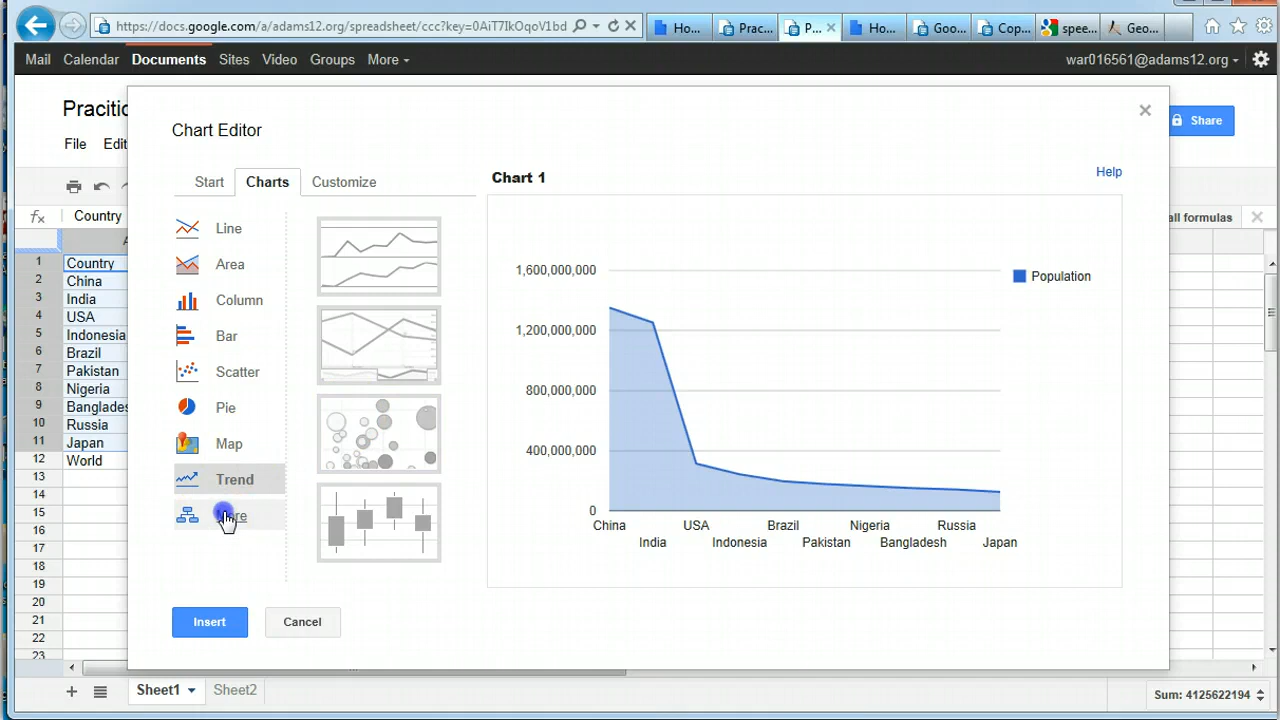 https://docs.google.com/a/adams12.org/spreadsheet/ccc?key=0AiT7IkOqoV1bd
Ho...
Prac...
P...
Ho...
Goo...
Cop...
spee...
Geo...
Mail Calendar Documents Sites Video Groups More
war016561@adams12.org
Pracitic
Share
File Edit
Country
all formulas
Chart Editor
Start Charts Customize
Line
Area
Column
Bar
Scatter
Pie
Map
Trend
More
Insert Cancel
Chart 1
Help
1,600,000,000
1,200,000,000
800,000,000
400,000,000
0
Population
China USA Brazil Nigeria Russia
India Indonesia Pakistan Bangladesh Japan
1 Country
2 China
3 India
4 USA
5 Indonesia
6 Brazil
7 Pakistan
8 Nigeria
9 Banglades
10 Russia
11 Japan
12 World
13
14
15
16
17
18
19
20
21
22
23
Sheet1 Sheet2
Sum: 4125622194